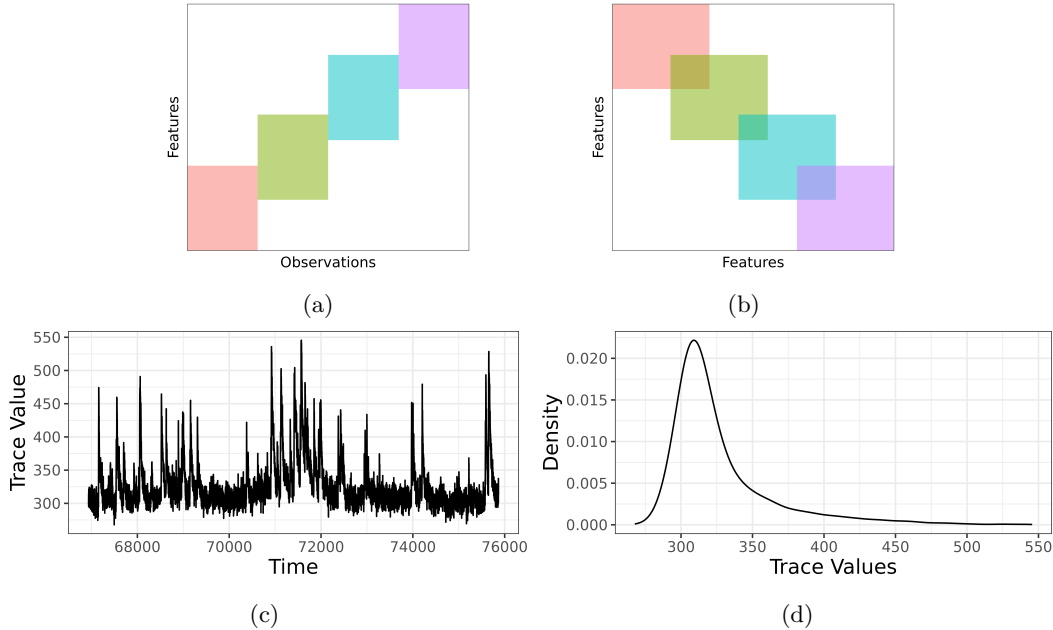 Features
Observations
(a)
Features
Features
(b)
Trace Value
550
500
450
400
350
300
68000 70000 72000 74000 76000
Time
(c)
Density
0.020
0.015
0.010
0.005
0.000
300 350 400 450 500 550
Trace Values
(d)